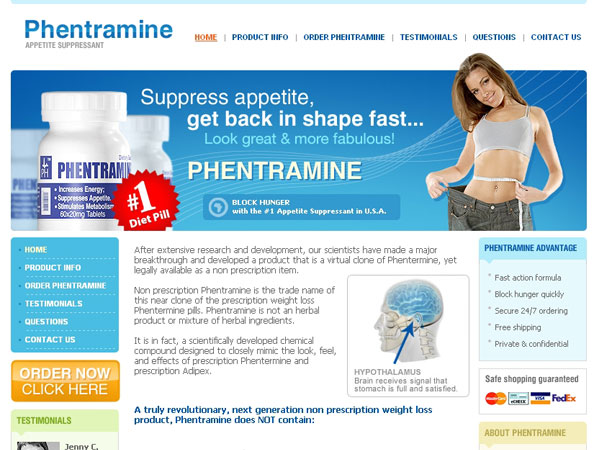 Phentramine
APPETITE SUPPRESSANT
HOME | PRODUCT INFO | ORDER PHENTRAMINE | TESTIMONIALS | QUESTIONS | CONTACT US
Suppress appetite,
get back in shape fast...
Look great & more fabulous!
PHENTRAMINE
BLOCK HUNGER
with the #1 Appetite Suppressant in U.S.A.
PHENTRAMIN
• Increases Energy;
• Suppresses Appetite.
• Stimulates Metabolism
60x20mg Tablets
#1
Diet Pill
HOME
PRODUCT INFO
ORDER PHENTRAMINE
TESTIMONIALS
QUESTIONS
CONTACT US
ORDER NOW
CLICK HERE
TESTIMONIALS
Jenny C.
After extensive research and development, our scientists have made a major
breakthrough and developed a product that is a virtual clone of Phentermine, yet
legally available as a non prescription item.
Non prescription Phentramine is the trade name of
this near clone of the prescription weight loss
Phentermine pills. Phentramine is not an herbal
product or mixture of herbal ingredients.
It is in fact, a scientifically developed chemical
compound designed to closely mimic the look, feel,
and effects of prescription Phentermine and
prescription Adipex.
HYPOTHALAMUS
Brain receives signal that
stomach is full and satisfied.
A truly revolutionary, next generation non prescription weight loss
product, Phentramine does NOT contain:
PHENTRAMINE ADVANTAGE
Fast action formula
Block hunger quickly
Secure 24/7 ordering
Free shipping
Private & confidential
Safe shopping guaranteed
MasterCard eCHECK VISA FedEx
ABOUT PHENTRAMINE